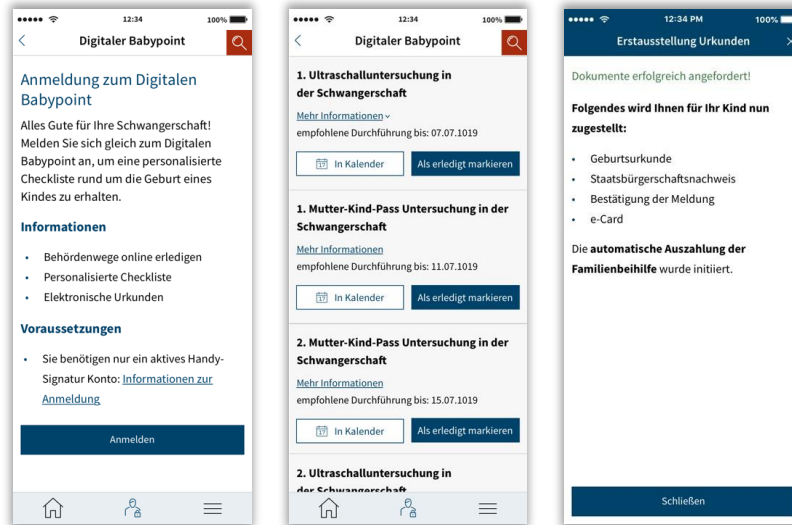 12:34
100%
Digitaler Babypoint
Anmeldung zum Digitalen
Babypoint
Alles Gute für Ihre Schwangerschaft!
Melden Sie sich gleich zum Digitalen
Babypoint an, um eine personalisierte
Checkliste rund um die Geburt eines
Kindes zu erhalten.
Informationen
• Behördenwege online erledigen
• Personalisierte Checkliste
• Elektronische Urkunden
Voraussetzungen
• Sie benötigen nur ein aktives Handy-
Signatur Konto: Informationen zur
Anmeldung
Anmelden
12:34
100%
Digitaler Babypoint
1. Ultraschalluntersuchung in
der Schwangerschaft
Mehr Informationen
empfohlene Durchführung bis: 07.07.1019
17 In Kalender
Als erledigt markieren
1. Mutter-Kind-Pass Untersuchung in der
Schwangerschaft
Mehr Informationen
empfohlene Durchführung bis: 11.07.1019
17 In Kalender
Als erledigt markieren
2. Mutter-Kind-Pass Untersuchung in der
Schwangerschaft
Mehr Informationen
empfohlene Durchführung bis: 15.07.1019
17 In Kalender
Als erledigt markieren
2. Ultraschalluntersuchung in
der Schwangerschaft
12:34 PM
100%
Erstausstellung Urkunden
Dokumente erfolgreich angefordert!
Folgendes wird Ihnen für Ihr Kind nun
zugestellt:
• Geburtsurkunde
• Staatsbürgerschaftsnachweis
• Bestätigung der Meldung
• e-Card
Die automatische Auszahlung der
Familienbeihilfe wurde initiiert.
Schließen